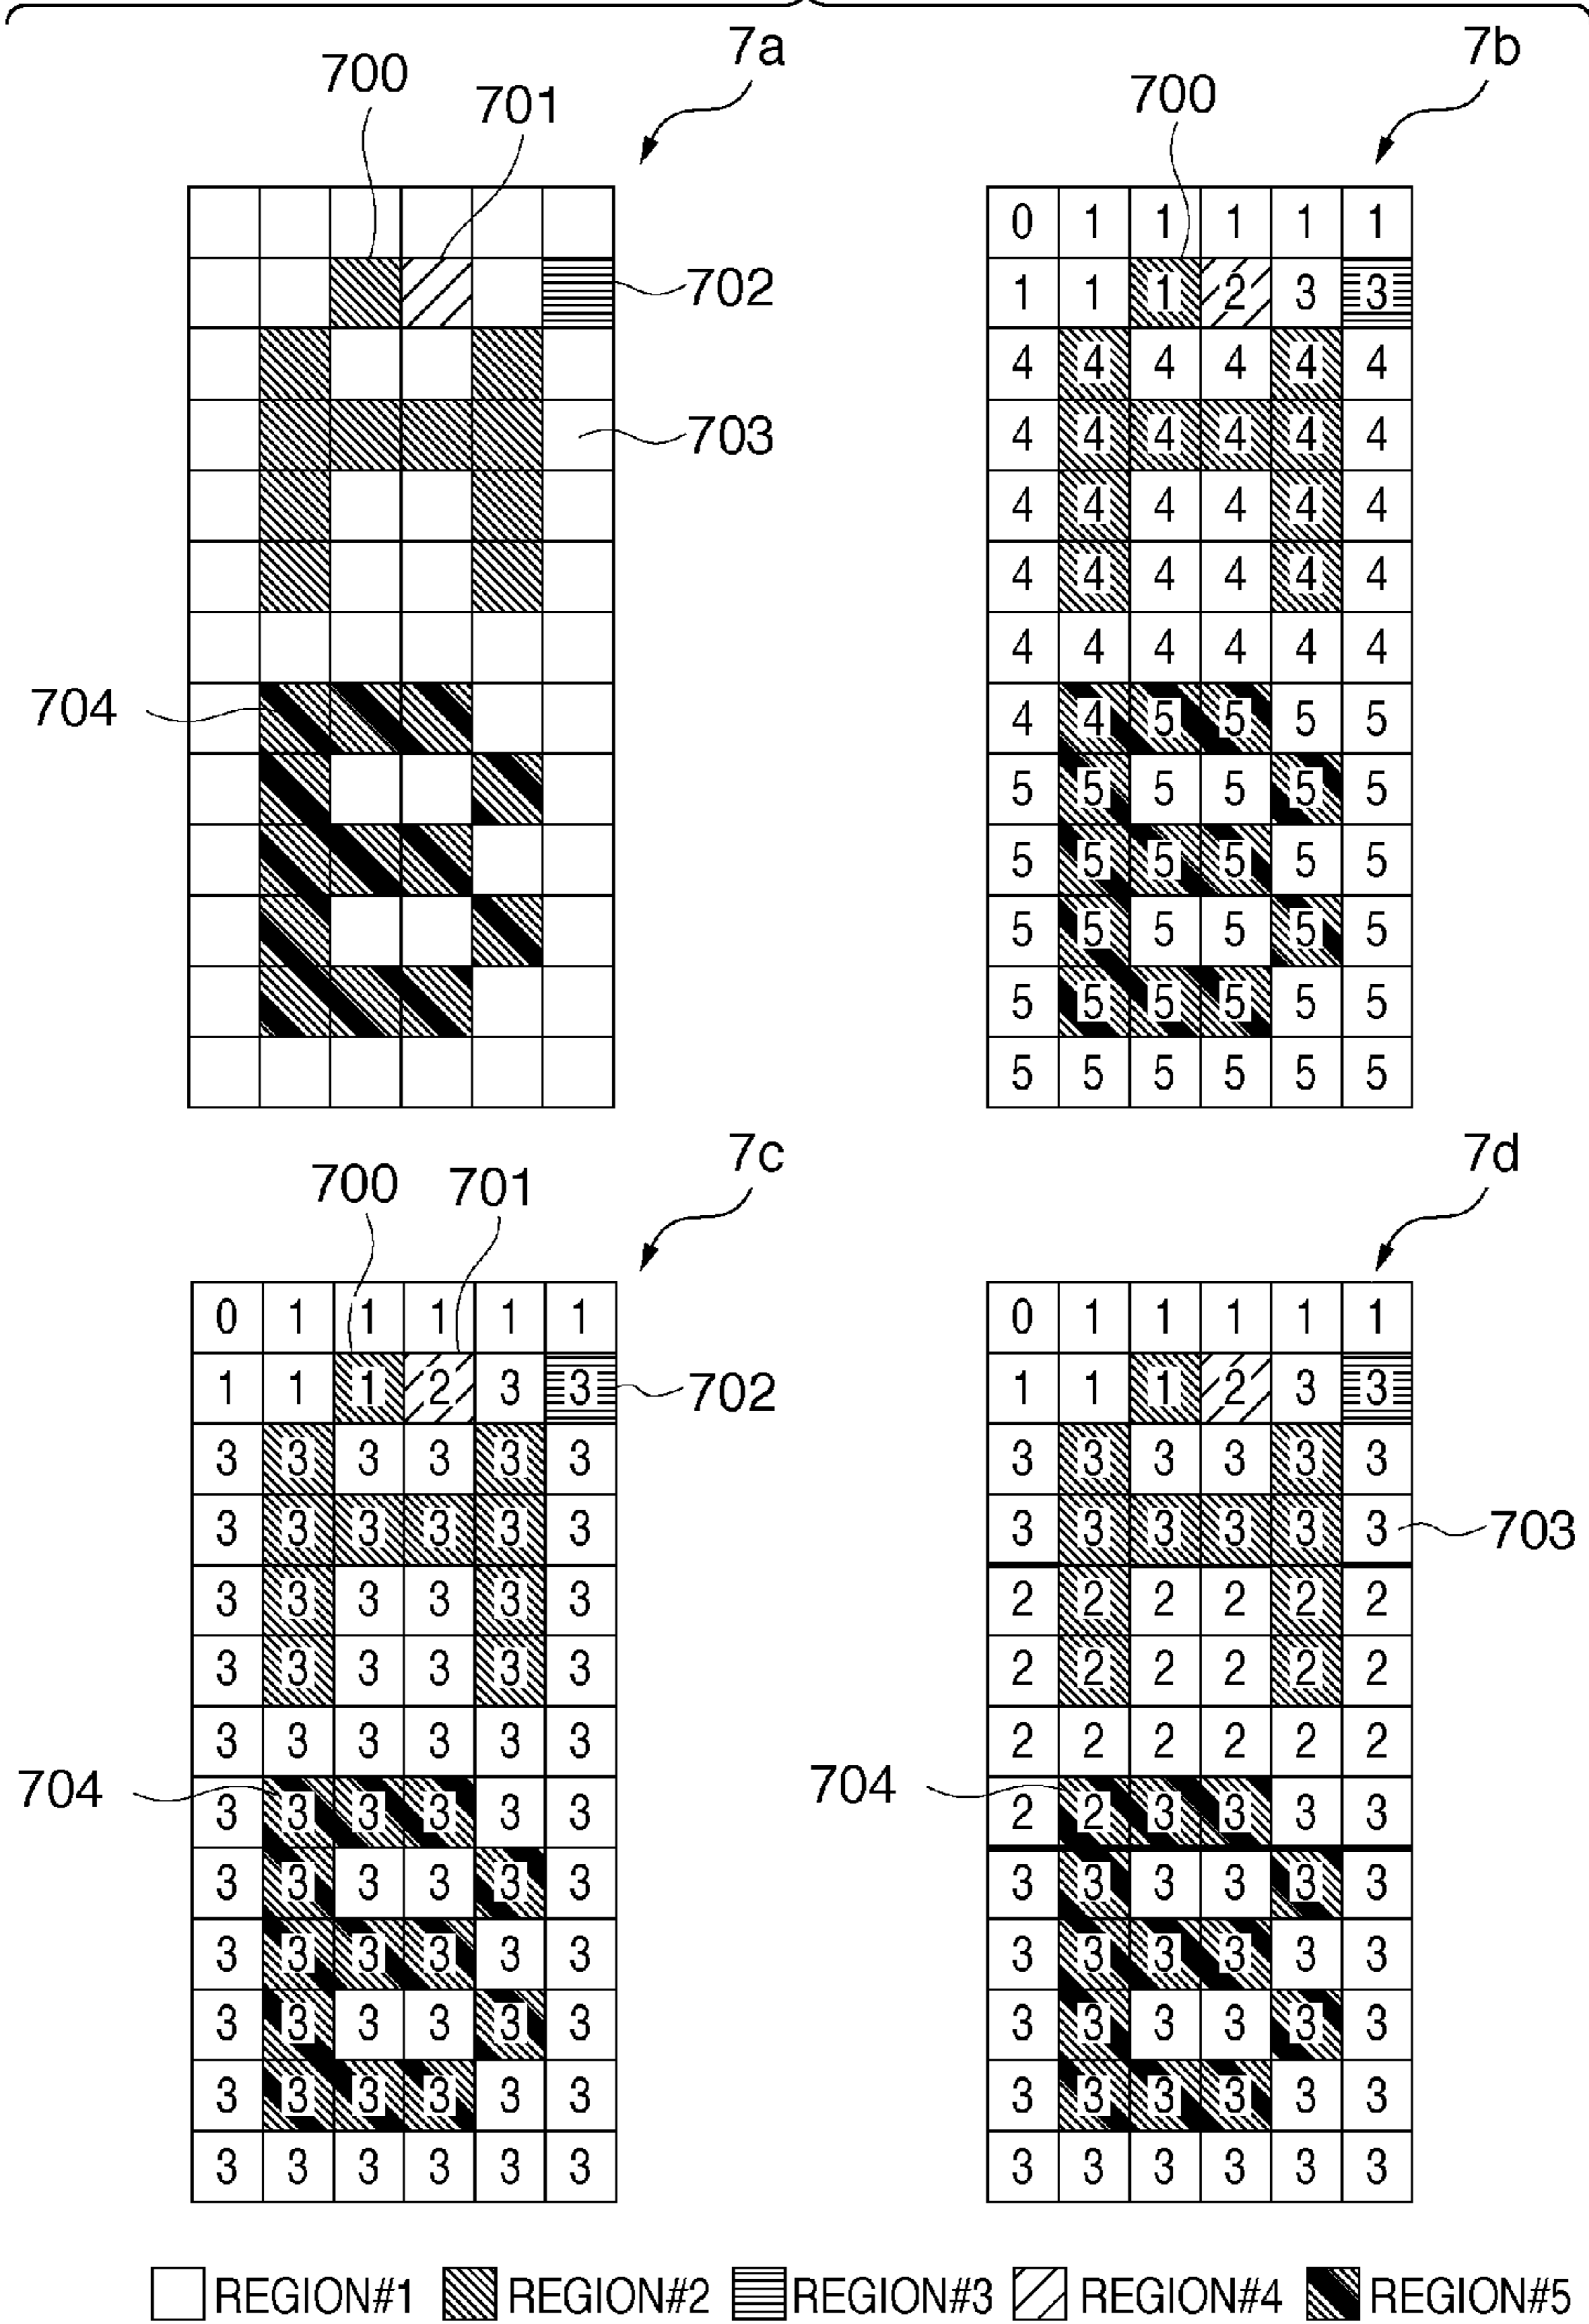 7a 7b
700 701 700
0 1 1 1 1 1
1 1 1 2 3 3
702
4 4 4 4 4 4
4 4 4 4 4 4
703
4 4 4 4 4 4
4 4 4 4 4 4
4 4 4 4 4 4
704
4 4 5 5 5 5
5 5 5 5 5 5
5 5 5 5 5 5
5 5 5 5 5 5
5 5 5 5 5 5
5 5 5 5 5 5
7c 7d
700 701
0 1 1 1 1 1
1 1 1 2 3 3
702
3 3 3 3 3 3
3 3 3 3 3 3
3 3 3 3 3 3
3 3 3 3 3 3
3 3 3 3 3 3
704
3 3 3 3 3 3
3 3 3 3 3 3
3 3 3 3 3 3
3 3 3 3 3 3
3 3 3 3 3 3
3 3 3 3 3 3
0 1 1 1 1 1
1 1 1 2 3 3
3 3 3 3 3 3
3 3 3 3 3 3
703
2 2 2 2 2 2
2 2 2 2 2 2
2 2 2 2 2 2
704
2 2 3 3 3 3
3 3 3 3 3 3
3 3 3 3 3 3
3 3 3 3 3 3
3 3 3 3 3 3
3 3 3 3 3 3
REGION#1 REGION#2 REGION#3 REGION#4 REGION#5